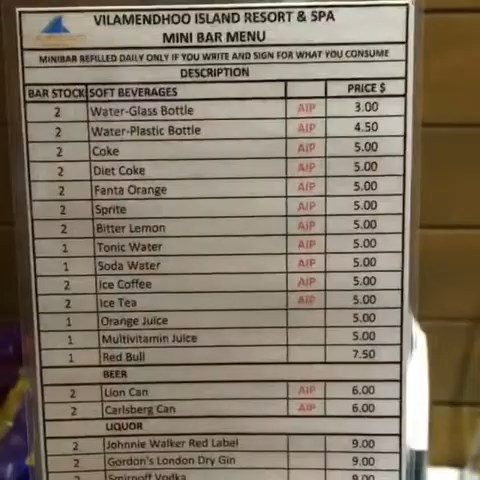 VILAMENDHOO ISLAND RESORT & SPA
MINI BAR MENU
MINIBAR REFILLED DAILY ONLY IF YOU WRITE AND SIGN FOR WHAT YOU CONSUME
DESCRIPTION
BAR STOCK SOFT BEVERAGES PRICE $
2 Water-Glass Bottle AIP 3.00
2 Water-Plastic Bottle AIP 4.50
2 Coke AIP 5.00
2 Diet Coke AIP 5.00
2 Fanta Orange AIP 5.00
2 Sprite AIP 5.00
2 Bitter Lemon AIP 5.00
1 Tonic Water AIP 5.00
1 Soda Water AIP 5.00
2 Ice Coffee AIP 5.00
2 Ice Tea AIP 5.00
1 Orange Juice 5.00
1 Multivitamin Juice 5.00
1 Red Bull 7.50
BEER
2 Lion Can AIP 6.00
2 Carlsberg Can AIP 6.00
LIQUOR
2 Johnnie Walker Red Label 9.00
2 Gordon's London Dry Gin 9.00
2 Smirnoff Vodka 9.00